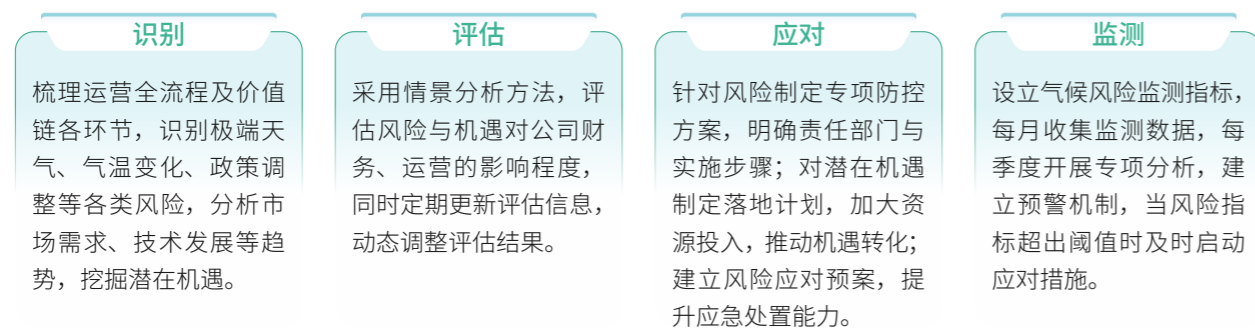 识别
梳理运营全流程及价值
链各环节，识别极端天
气、气温变化、政策调
整等各类风险，分析市
场需求、技术发展等趋
势，挖掘潜在机遇。
评估
采用情景分析方法，评
估风险与机遇对公司财
务、运营的影响程度，
同时定期更新评估信息，
动态调整评估结果。
应对
针对风险制定专项防控
方案，明确责任部门与
实施步骤；对潜在机遇
制定落地计划，加大资
源投入，推动机遇转化；
建立风险应对预案，提
升应急处置能力。
监测
设立气候风险监测指标，
每月收集监测数据，每
季度开展专项分析，建
立预警机制，当风险指
标超出阈值时及时启动
应对措施。